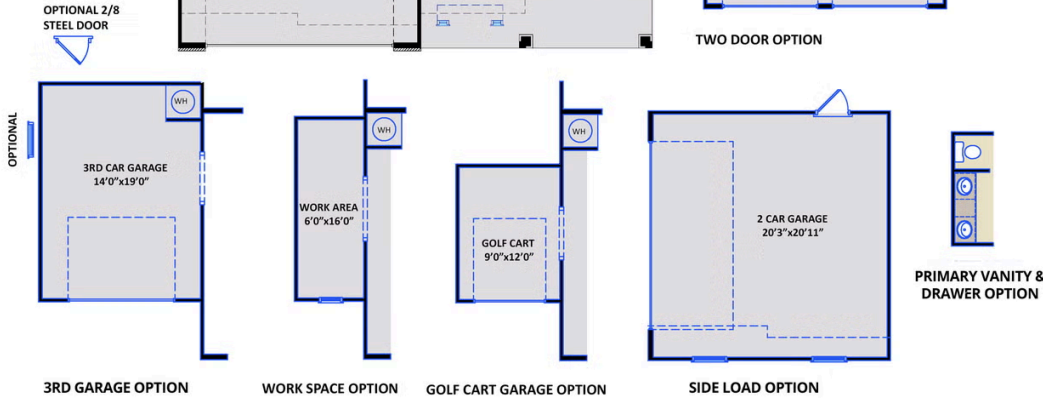 OPTIONAL 2/8
STEEL DOOR
TWO DOOR OPTION
OPTIONAL
WH
3RD CAR GARAGE
14'0"x19'0"
3RD GARAGE OPTION
WH
WORK AREA
6'0"x16'0"
WORK SPACE OPTION
WH
GOLF CART
9'0"x12'0"
GOLF CART GARAGE OPTION
2 CAR GARAGE
20'3"x20'11"
SIDE LOAD OPTION
PRIMARY VANITY &
DRAWER OPTION